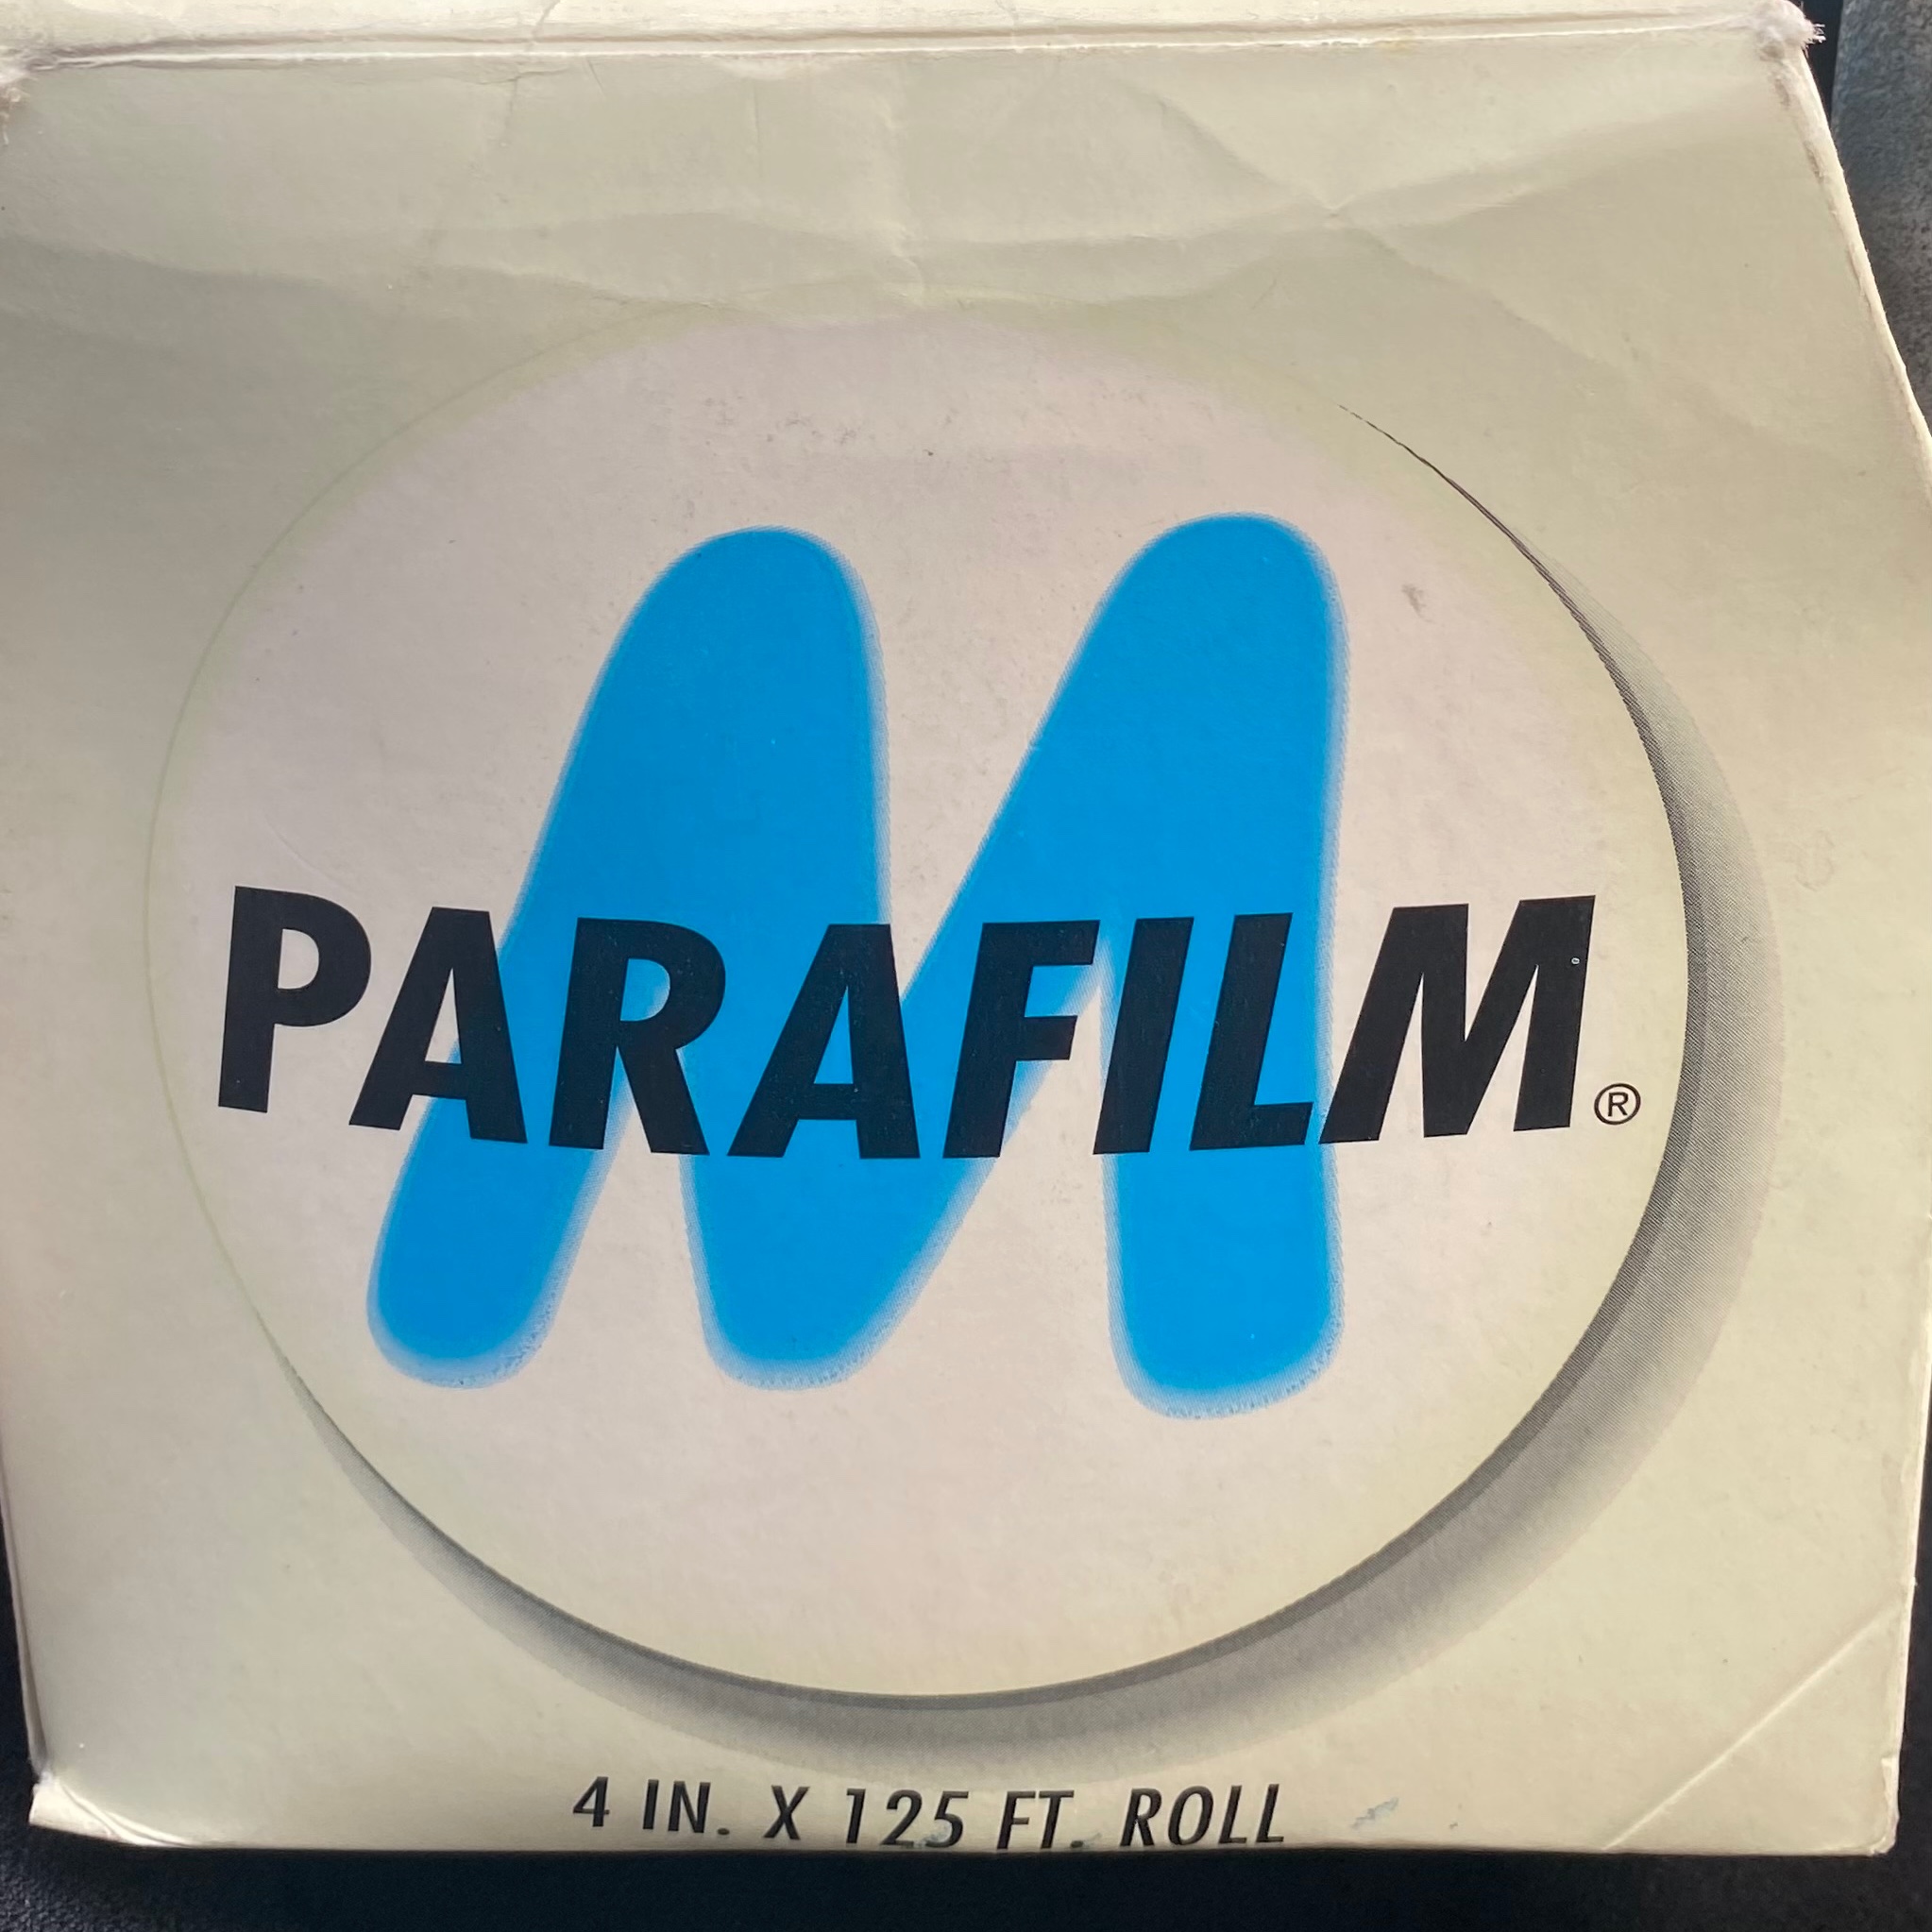 M
PARAFILM®
4 IN. X 125 FT. ROLL